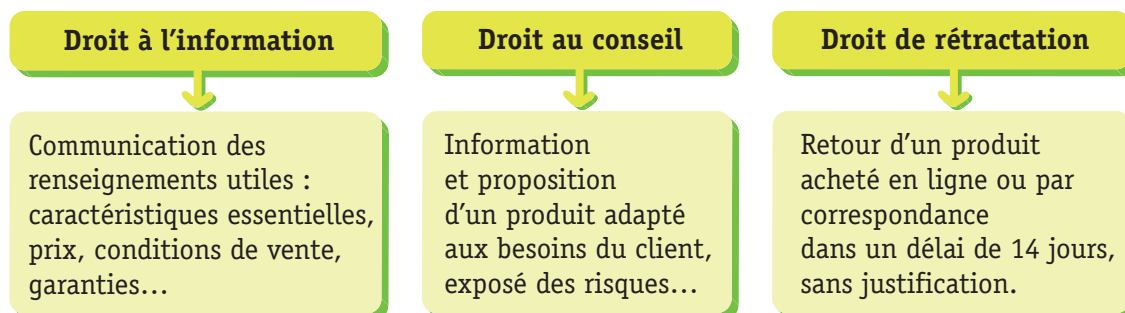 Droit à l'information
Communication des
renseignements utiles :
caractéristiques essentielles,
prix, conditions de vente,
garanties…
Droit au conseil
Information
et proposition
d'un produit adapté
aux besoins du client,
exposé des risques…
Droit de rétractation
Retour d'un produit
acheté en ligne ou par
correspondance
dans un délai de 14 jours,
sans justification.